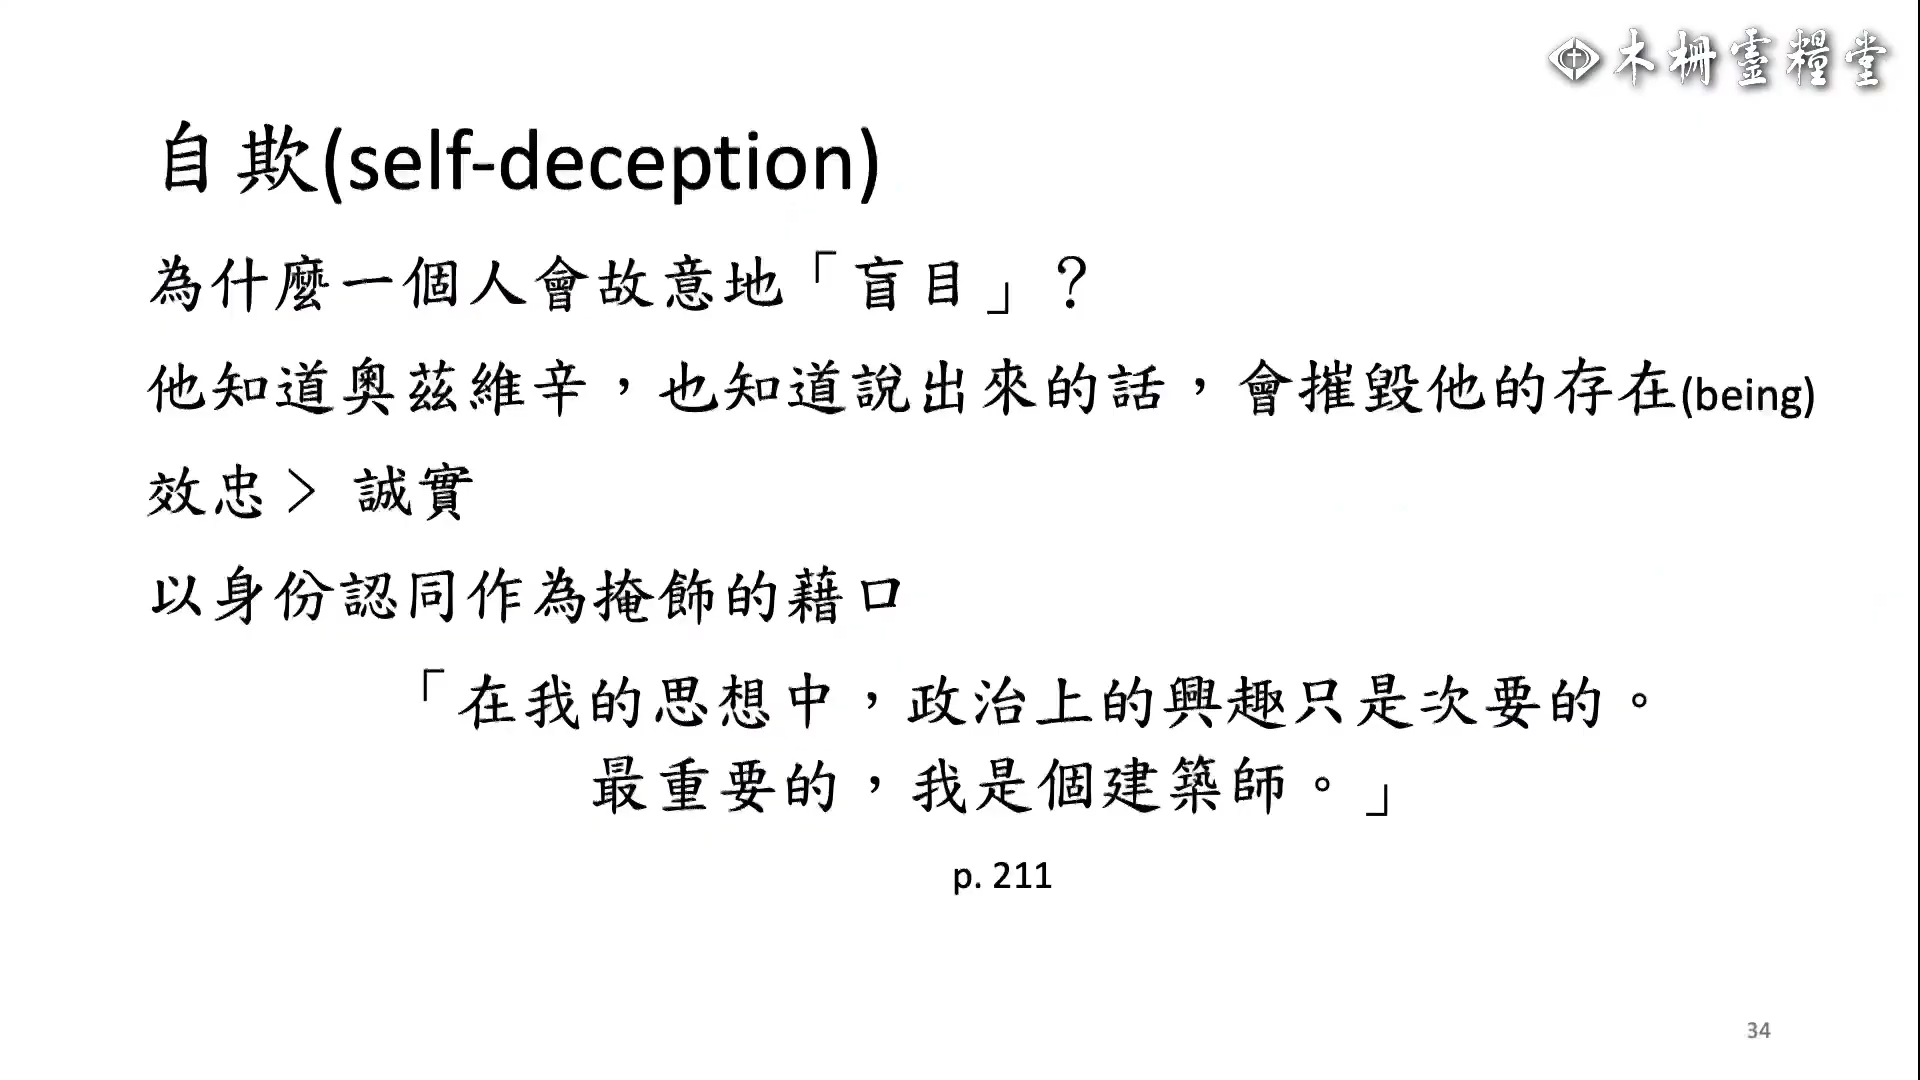 木柵靈糧堂
自欺(self-deception)
為什麼一個人會故意地「盲目」？
他知道奧茲維辛，也知道說出來的話，會摧毀他的存在(being)
效忠＞ 誠實
以身份認同作為掩飾的藉口
「在我的思想中，政治上的興趣只是次要的。
最重要的，我是個建築師。」
p. 211
34